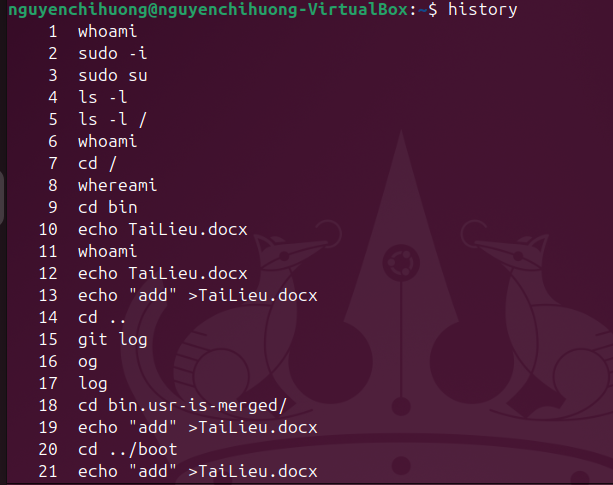 nguyenchihuong@nguyenchihuong-VirtualBox:~$ history
1 whoami
2 sudo -i
3 sudo su
4 ls -l
5 ls -l /
6 whoami
7 cd /
8 whereami
9 cd bin
10 echo TaiLieu.docx
11 whoami
12 echo TaiLieu.docx
13 echo "add" >TaiLieu.docx
14 cd ..
15 git log
16 og
17 log
18 cd bin.usr-is-merged/
19 echo "add" >TaiLieu.docx
20 cd ../boot
21 echo "add" >TaiLieu.docx